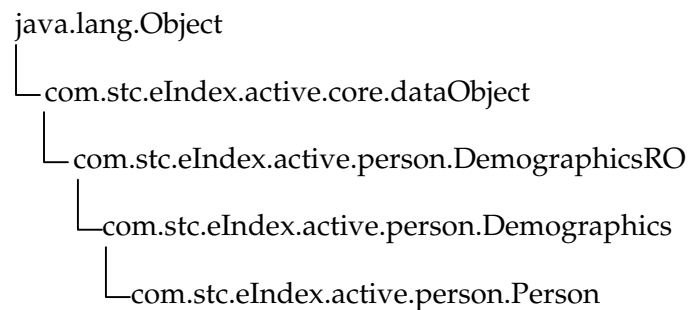 java.lang.Object
com.stc.eIndex.active.core.dataObject
com.stc.eIndex.active.person.DemographicsRO
com.stc.eIndex.active.person.Demographics
com.stc.eIndex.active.person.Person